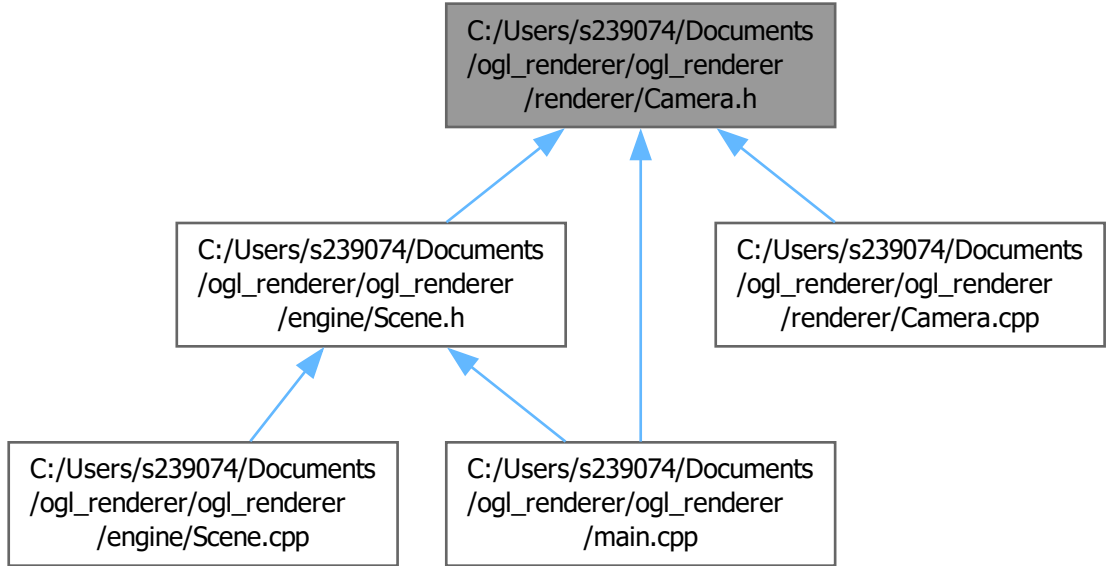 C:/Users/s239074/Documents
/ogl_renderer/ogl_renderer
/renderer/Camera.h
C:/Users/s239074/Documents
/ogl_renderer/ogl_renderer
/engine/Scene.h
C:/Users/s239074/Documents
/ogl_renderer/ogl_renderer
/renderer/Camera.cpp
C:/Users/s239074/Documents
/ogl_renderer/ogl_renderer
/engine/Scene.cpp
C:/Users/s239074/Documents
/ogl_renderer/ogl_renderer
/main.cpp